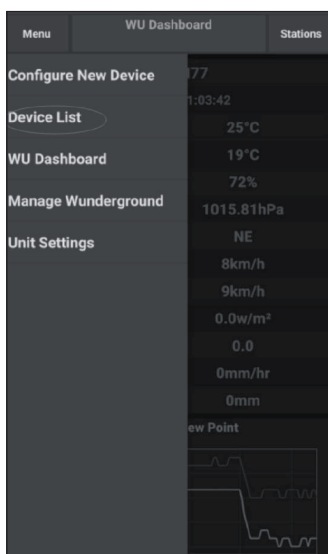 Menu
WU Dashboard
Stations
Configure New Device
Device List
WU Dashboard
Manage Wunderground
Unit Settings
177
1:03:42
25°C
19°C
72%
1015.81hPa
NE
8km/h
9km/h
0.0w/m²
0.0
0mm/hr
0mm
ew Point